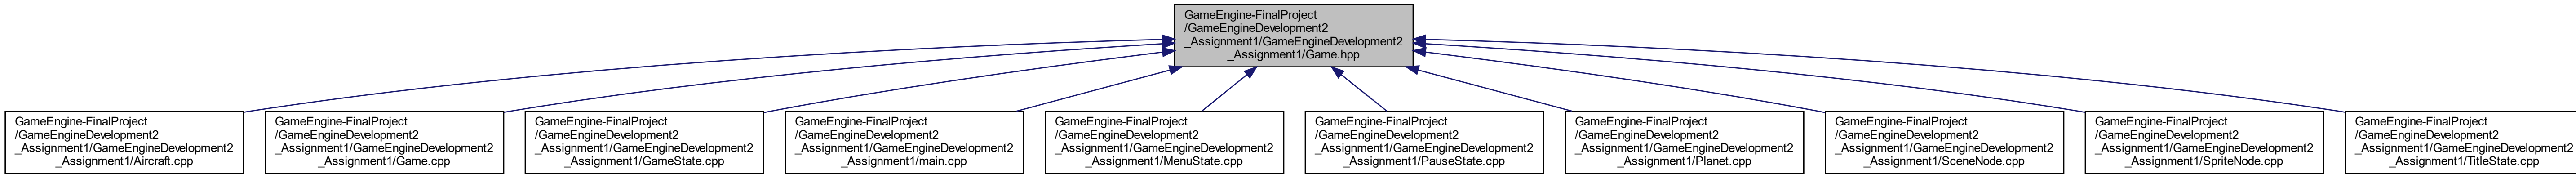 GameEngine-FinalProject
/GameEngineDevelopment2
_Assignment1/GameEngineDevelopment2
_Assignment1/Game.hpp
GameEngine-FinalProject
/GameEngineDevelopment2
_Assignment1/GameEngineDevelopment2
_Assignment1/Aircraft.cpp
GameEngine-FinalProject
/GameEngineDevelopment2
_Assignment1/GameEngineDevelopment2
_Assignment1/Game.cpp
GameEngine-FinalProject
/GameEngineDevelopment2
_Assignment1/GameEngineDevelopment2
_Assignment1/GameState.cpp
GameEngine-FinalProject
/GameEngineDevelopment2
_Assignment1/GameEngineDevelopment2
_Assignment1/main.cpp
GameEngine-FinalProject
/GameEngineDevelopment2
_Assignment1/GameEngineDevelopment2
_Assignment1/MenuState.cpp
GameEngine-FinalProject
/GameEngineDevelopment2
_Assignment1/GameEngineDevelopment2
_Assignment1/PauseState.cpp
GameEngine-FinalProject
/GameEngineDevelopment2
_Assignment1/GameEngineDevelopment2
_Assignment1/Planet.cpp
GameEngine-FinalProject
/GameEngineDevelopment2
_Assignment1/GameEngineDevelopment2
_Assignment1/SceneNode.cpp
GameEngine-FinalProject
/GameEngineDevelopment2
_Assignment1/GameEngineDevelopment2
_Assignment1/SpriteNode.cpp
GameEngine-FinalProject
/GameEngineDevelopment2
_Assignment1/GameEngineDevelopment2
_Assignment1/TitleState.cpp